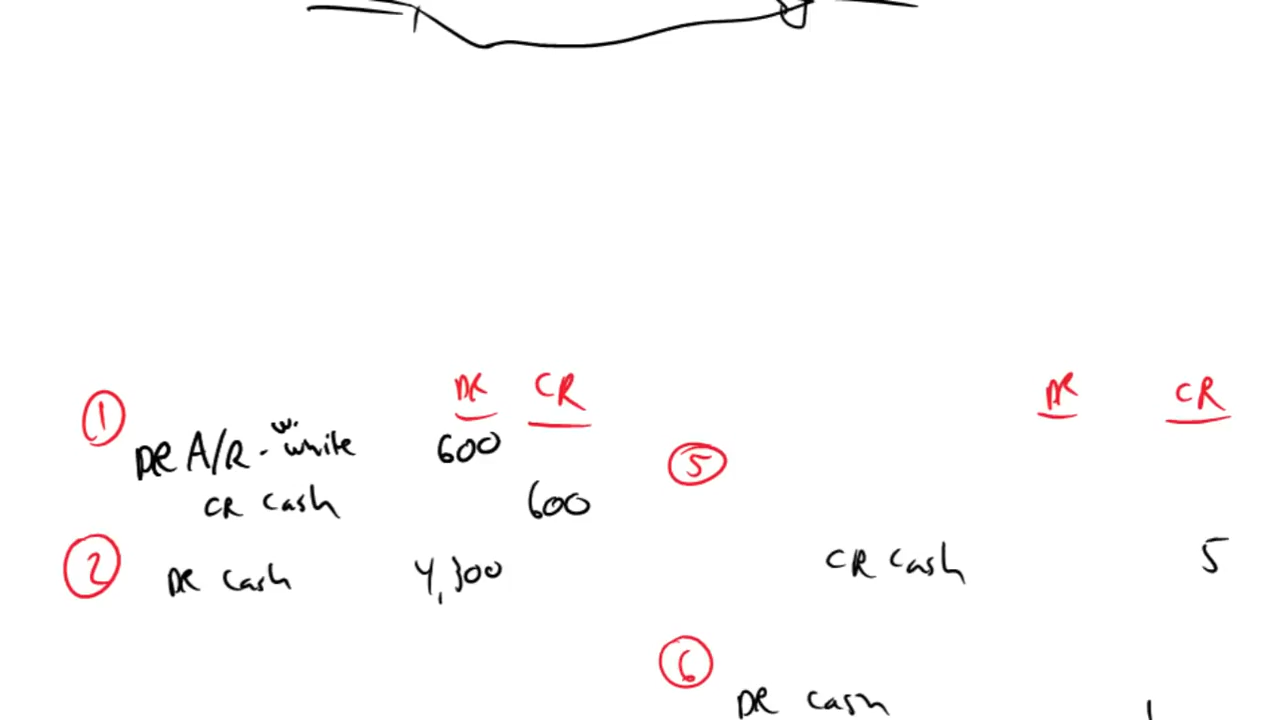 DR CR
① DR A/R - w. white 600
CR cash 600
② DR cash 4,300
DR CR
⑤
CR cash 5
⑥
DR cash